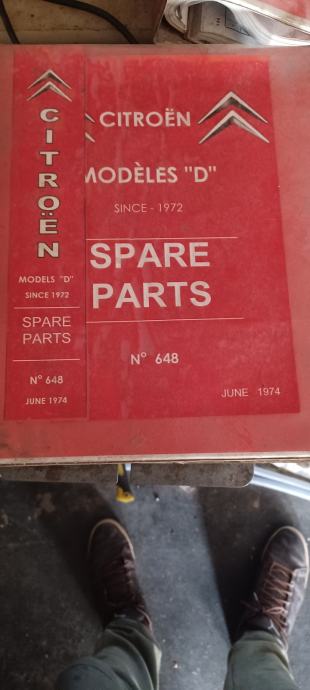 CITROËN
MODELS "D"
SINCE 1972
SPARE
PARTS
N° 648
JUNE 1974
CITROËN
MODÈLES "D"
SINCE - 1972
SPARE
PARTS
N° 648
JUNE 1974